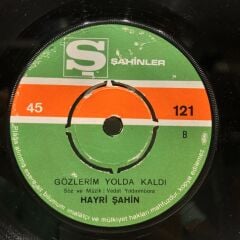 Ş
ŞAHİNLER
45
121
B
GÖZLERİM YOLDA KALDI
Söz ve Müzik: Vedat Yıldırımbora
HAYRİ ŞAHİN